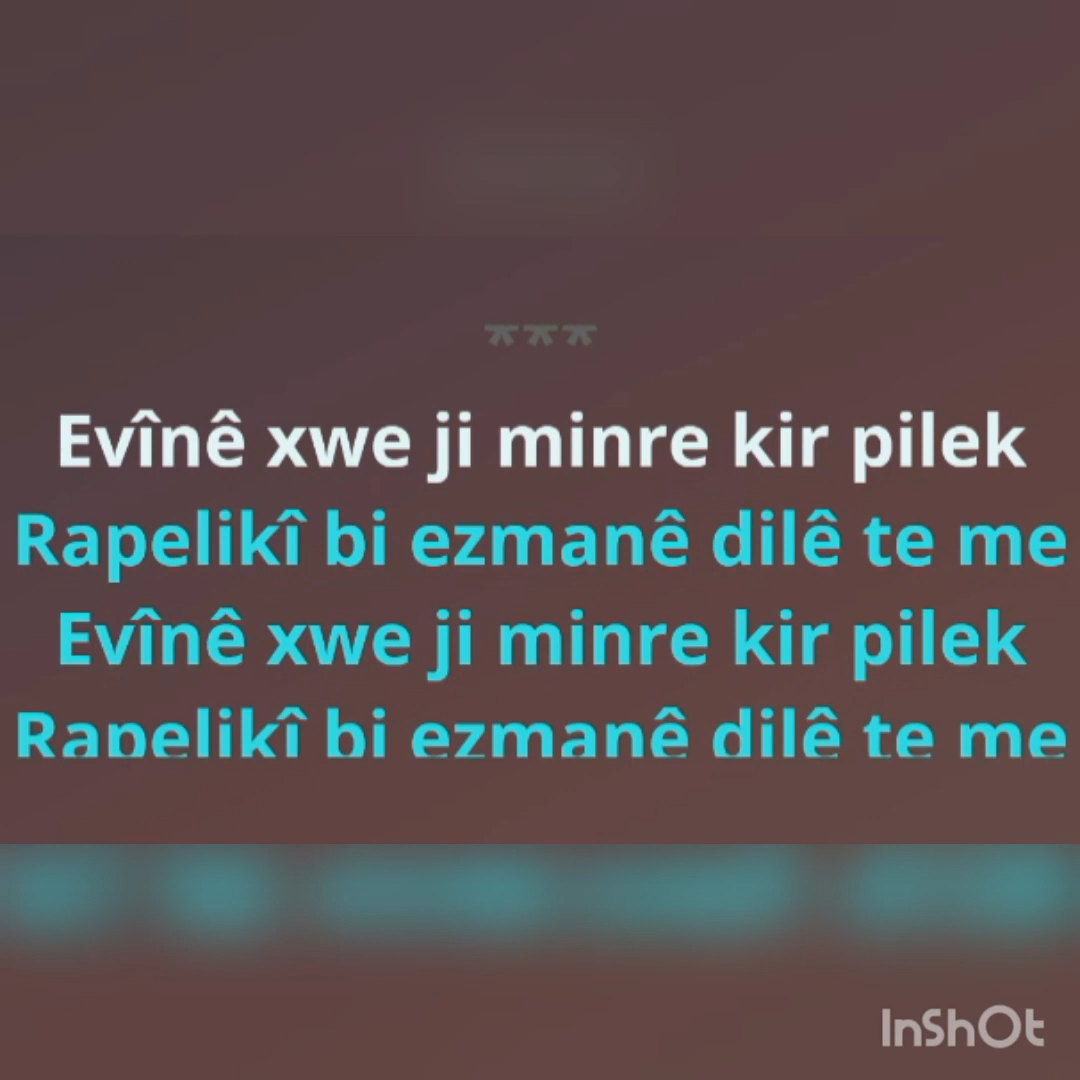 ***
Evînê xwe ji minre kir pilek
Rapelikî bi ezmanê dilê te me
Evînê xwe ji minre kir pilek
Rapelikî bi ezmanê dilê te me
InShOt